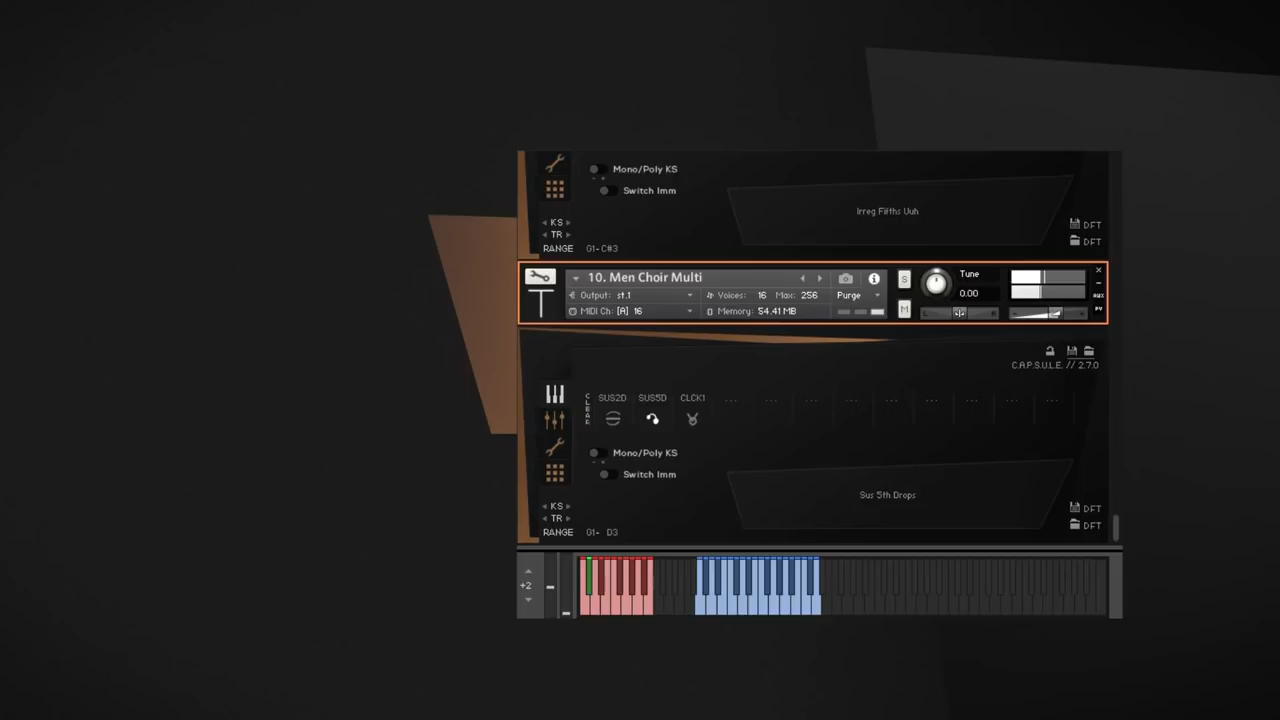 Mono/Poly KS
Switch Imm
Irreg Fifths Uuh
KS
TR
DFT
DFT
RANGE G1- C#3
10. Men Choir Multi
S
Tune
Output: st.1
Voices: 16 Max: 256
Purge
0.00
AUX
MIDI Ch: [A] 16
Memory: 54.41 MB
M
L R
PV
C.A.P.S.U.L.E. // 2.7.0
CLEAR
SUS2D SUS5D CLCK1 ... ... ... ... ... ... ... ... ...
Mono/Poly KS
Switch Imm
Sus 5th Drops
KS
TR
DFT
DFT
RANGE G1- D3
+2